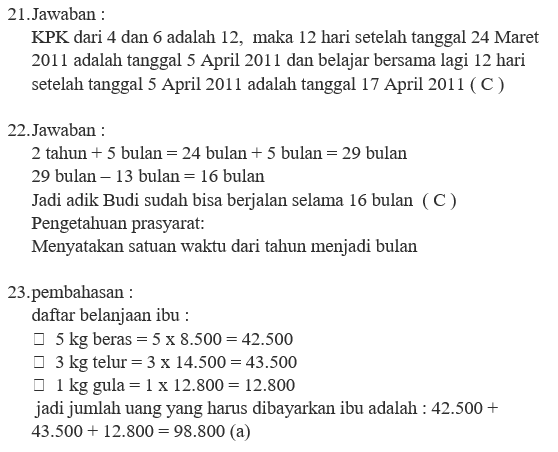 21.Jawaban :
KPK dari 4 dan 6 adalah 12, maka 12 hari setelah tanggal 24 Maret
2011 adalah tanggal 5 April 2011 dan belajar bersama lagi 12 hari
setelah tanggal 5 April 2011 adalah tanggal 17 April 2011 ( C )
22.Jawaban :
2 tahun + 5 bulan = 24 bulan + 5 bulan = 29 bulan
29 bulan – 13 bulan = 16 bulan
Jadi adik Budi sudah bisa berjalan selama 16 bulan ( C )
Pengetahuan prasyarat:
Menyatakan satuan waktu dari tahun menjadi bulan
23.pembahasan :
daftar belanjaan ibu :
□ 5 kg beras = 5 x 8.500 = 42.500
□ 3 kg telur = 3 x 14.500 = 43.500
□ 1 kg gula = 1 x 12.800 = 12.800
jadi jumlah uang yang harus dibayarkan ibu adalah : 42.500 +
43.500 + 12.800 = 98.800 (a)